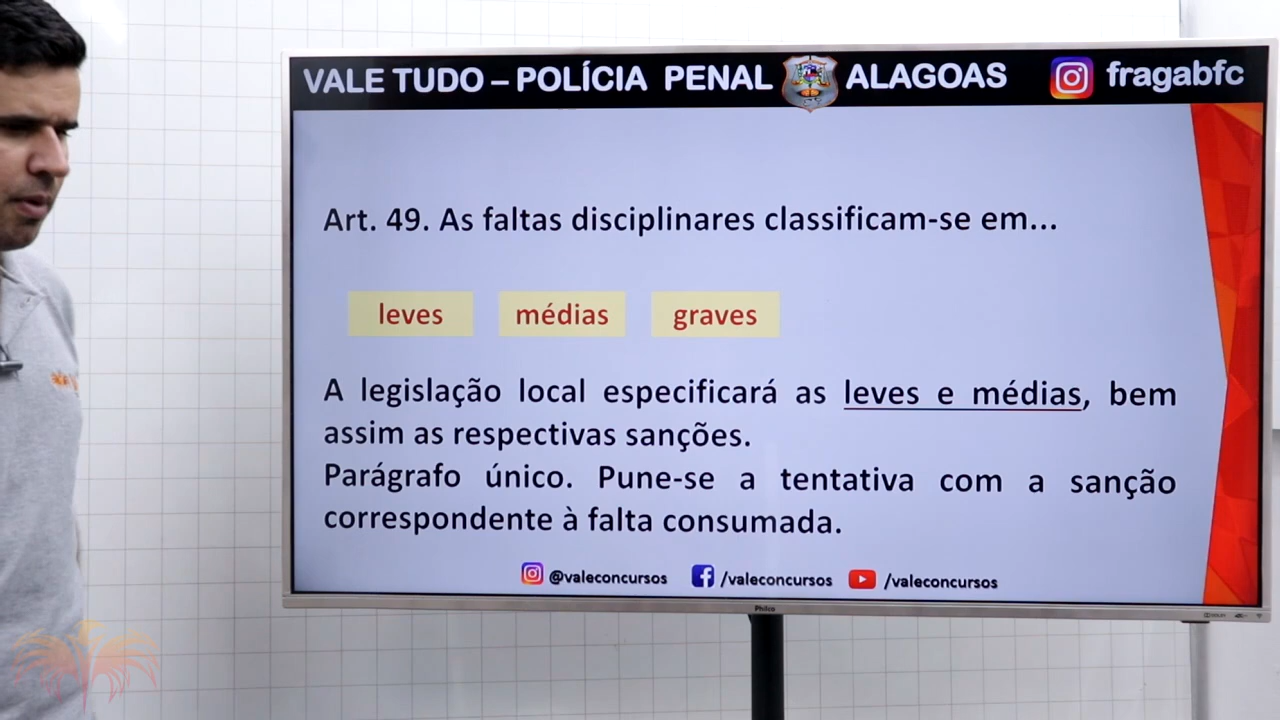 VALE TUDO – POLÍCIA PENAL ALAGOAS fragabfc
Art. 49. As faltas disciplinares classificam-se em...
leves médias graves
A legislação local especificará as leves e médias, bem
assim as respectivas sanções.
Parágrafo único. Pune-se a tentativa com a sanção
correspondente à falta consumada.
@valeconcursos /valeconcursos /valeconcursos
Philco